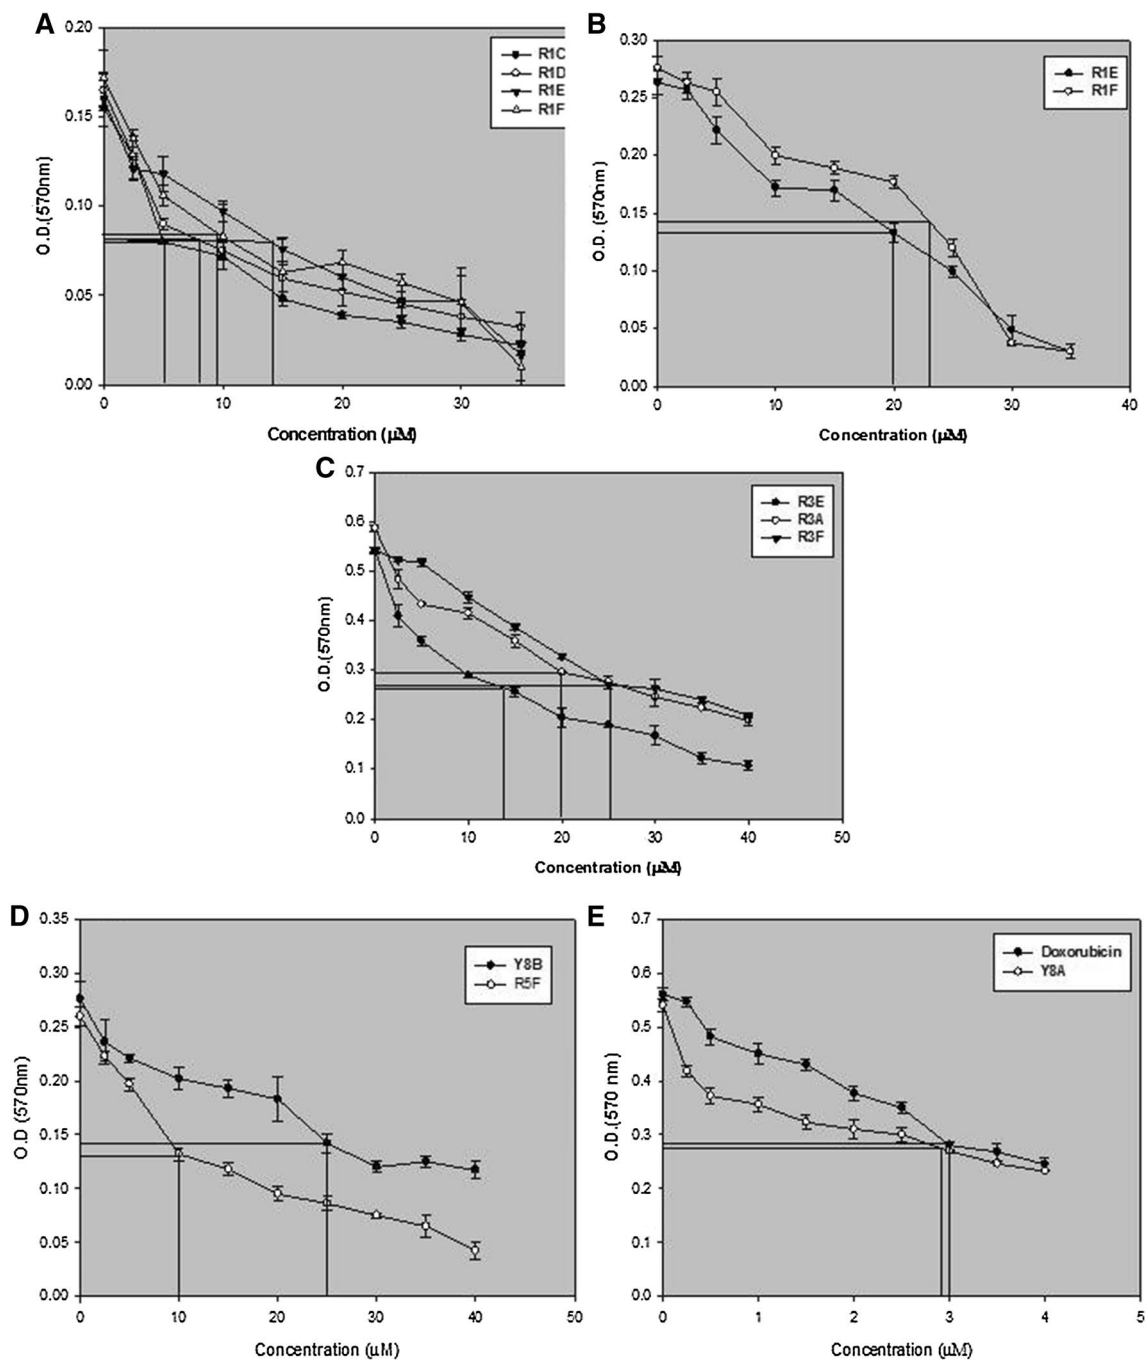 A
0.20
0.15
0.10
0.05
0.00
O.D.(570nm)
0
10
20
30
Concentration (µM)
R1C
R1D
R1E
R1F
B
0.30
0.25
0.20
0.15
0.10
0.05
0.00
O.D. (570nm)
0
10
20
30
40
Concentration (µM)
R1E
R1F
C
0.7
0.6
0.5
0.4
0.3
0.2
0.1
0.0
O.D.(570nm)
0
10
20
30
40
50
Concentration (µM)
R3E
R3A
R3F
D
0.35
0.30
0.25
0.20
0.15
0.10
0.05
0.00
O.D (570nm)
0
10
20
30
40
50
Concentration (µM)
Y8B
R5F
E
0.7
0.6
0.5
0.4
0.3
0.2
0.1
0.0
O.D.(570 nm)
0
1
2
3
4
5
Concentration (µM)
Doxorubicin
Y8A